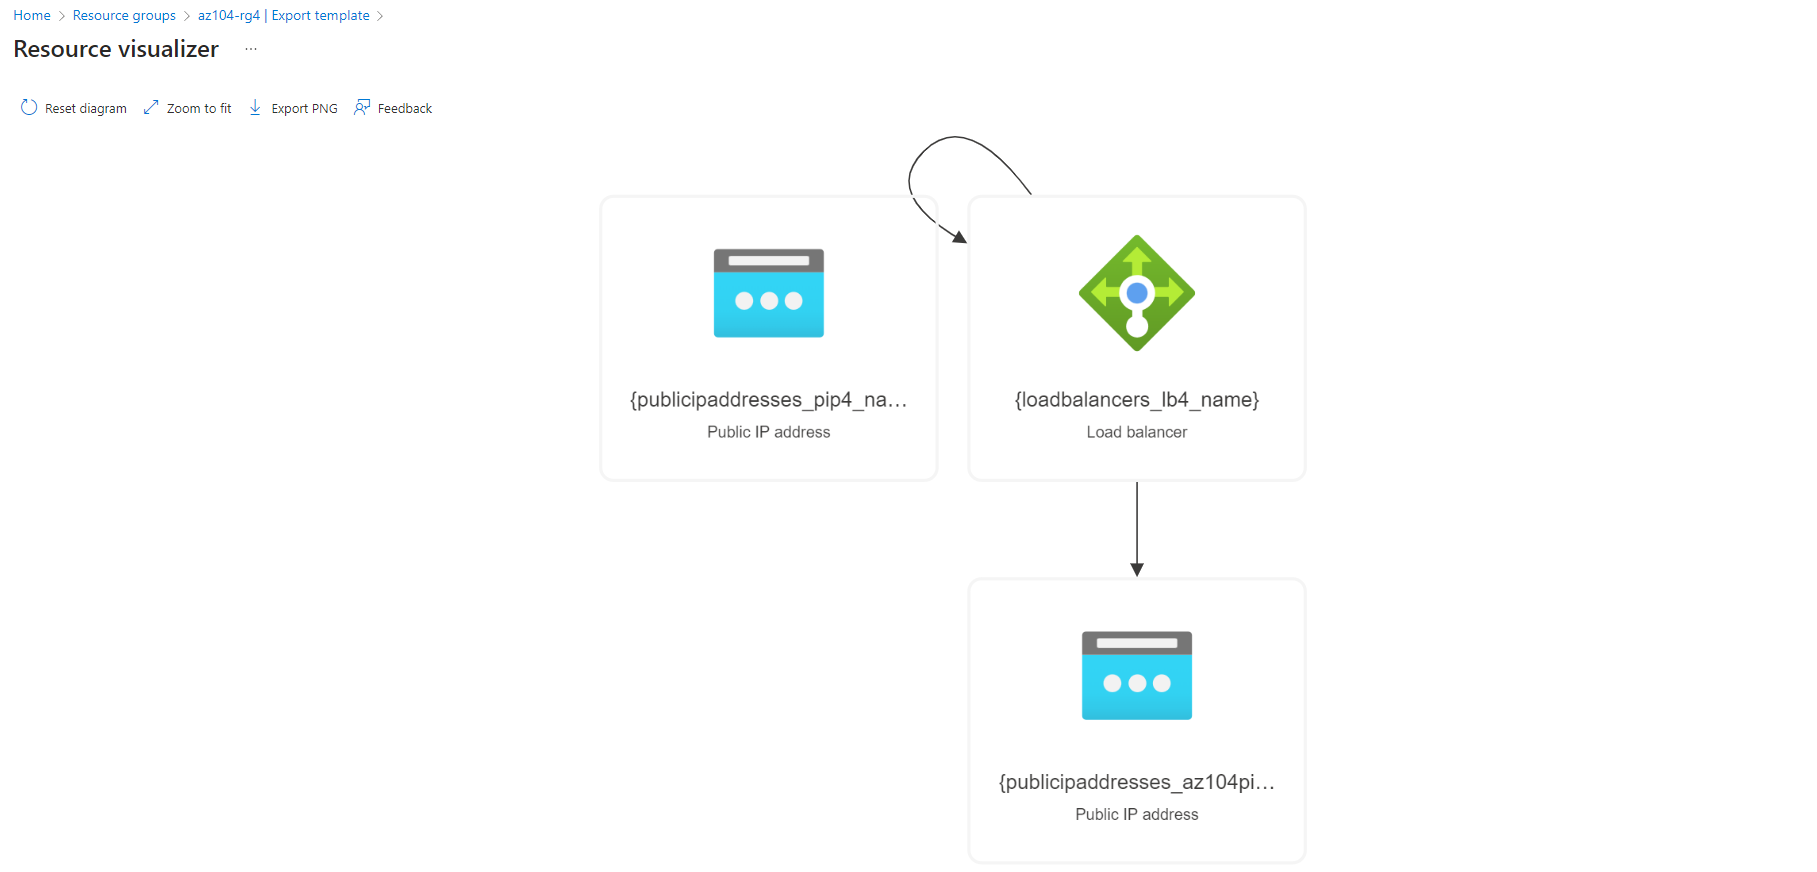 Home > Resource groups > az104-rg4 | Export template >
Resource visualizer ...
Reset diagram Zoom to fit Export PNG Feedback
{publicipaddresses_pip4_na...
Public IP address
{loadbalancers_lb4_name}
Load balancer
{publicipaddresses_az104pi...
Public IP address